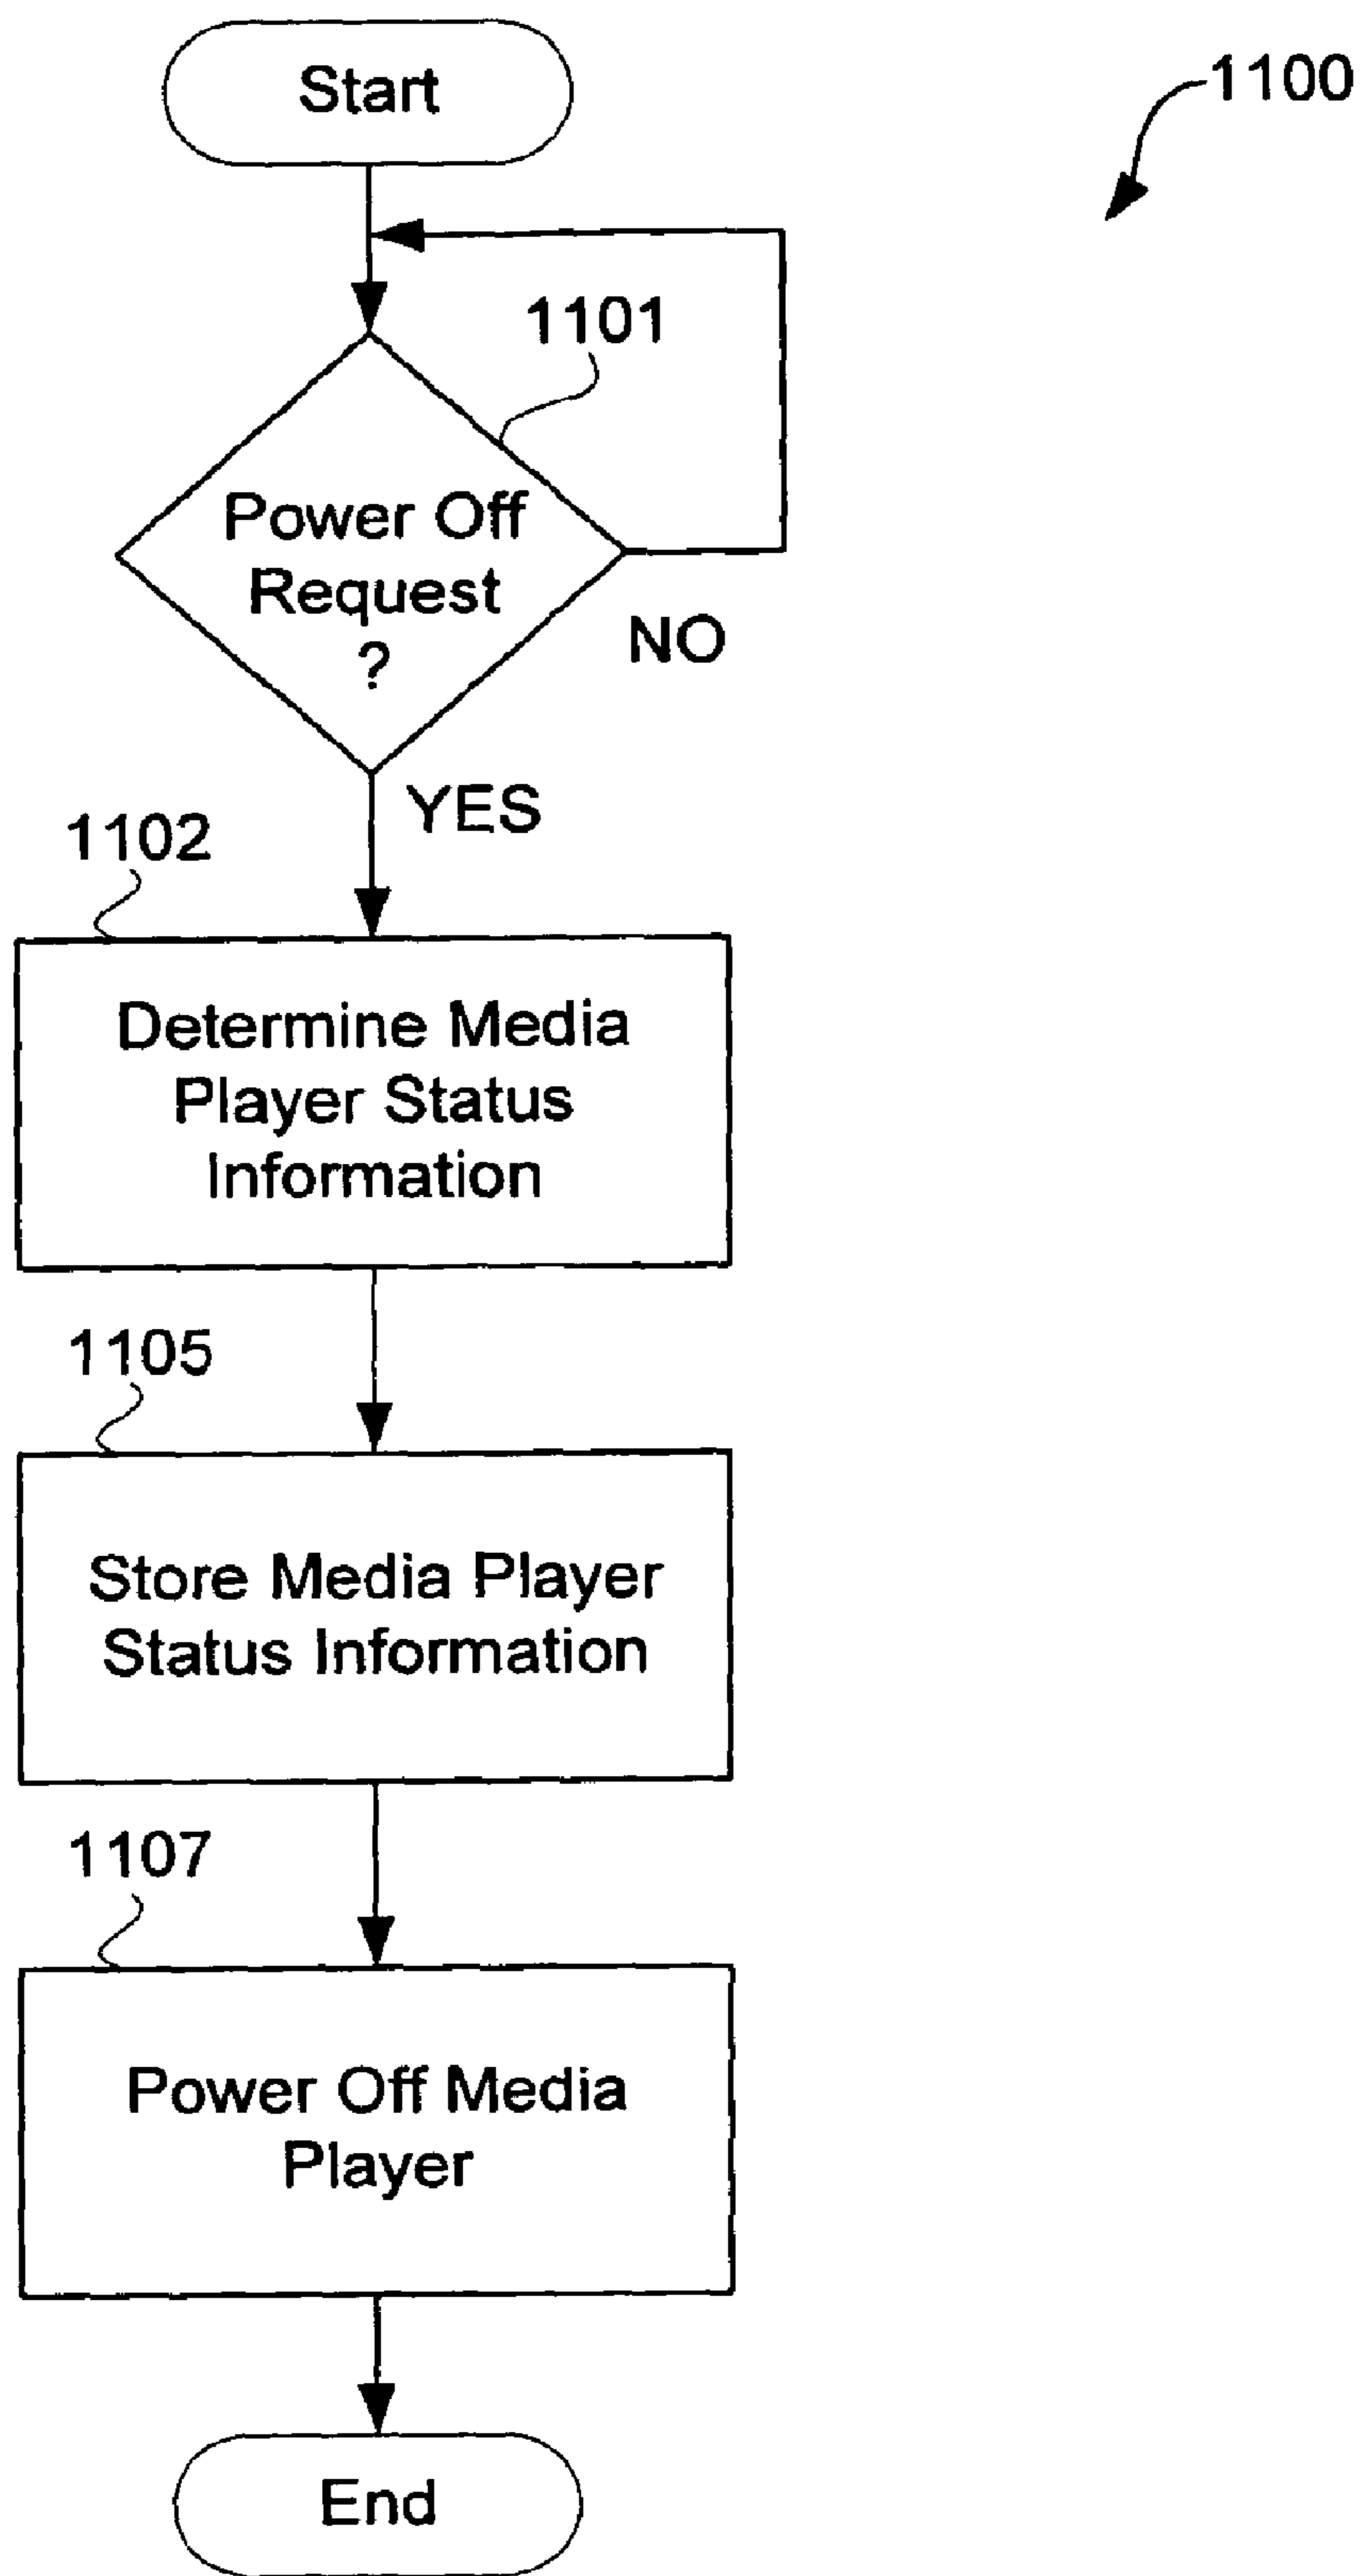 Start
1100
1101
Power Off
Request
?
NO
YES
1102
Determine Media
Player Status
Information
1105
Store Media Player
Status Information
1107
Power Off Media
Player
End